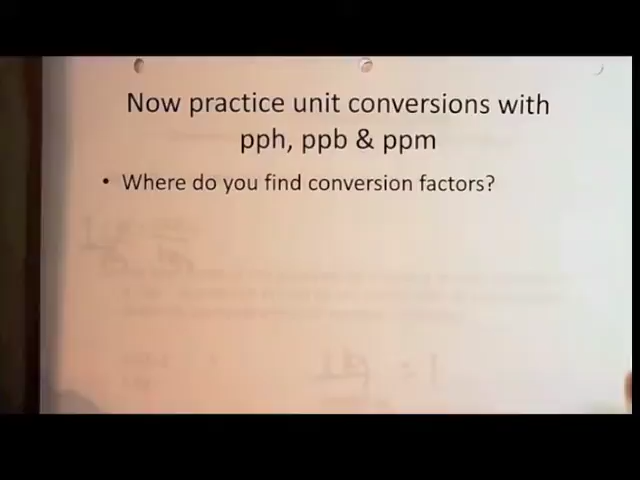 Now practice unit conversions with
pph, ppb & ppm
• Where do you find conversion factors?